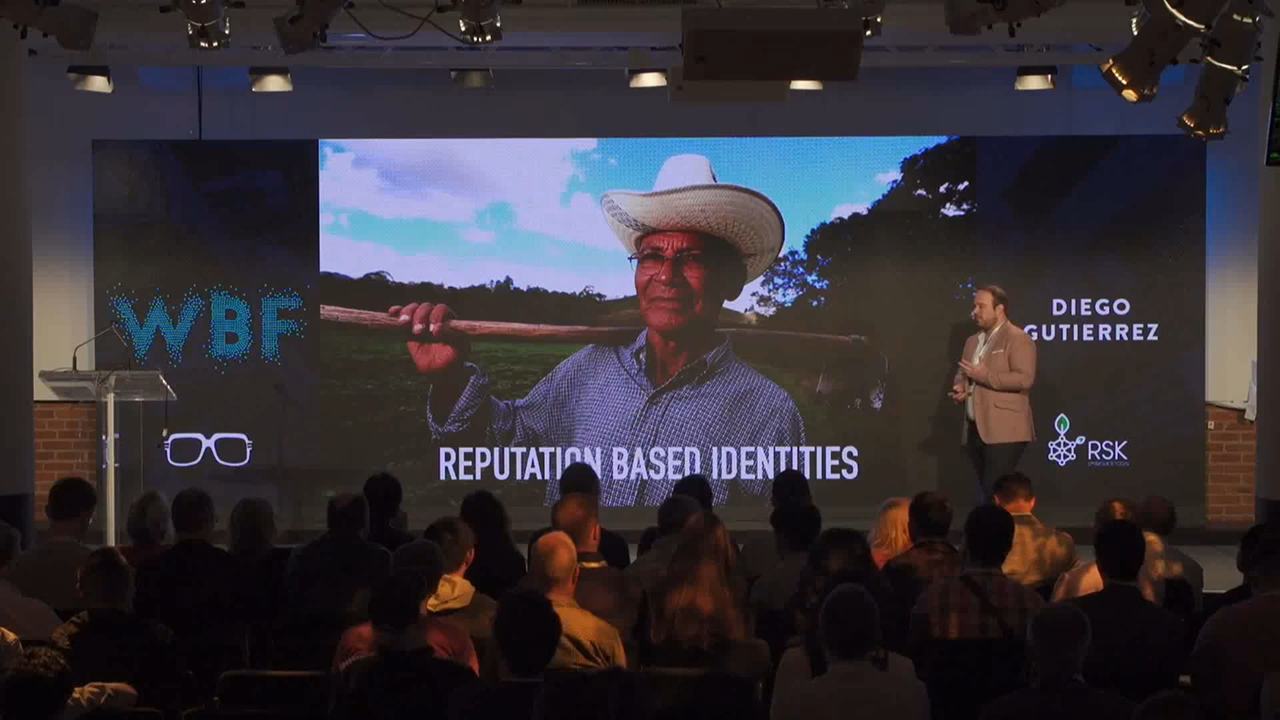 WBF
REPUTATION BASED IDENTITIES
DIEGO
GUTIERREZ
RSK